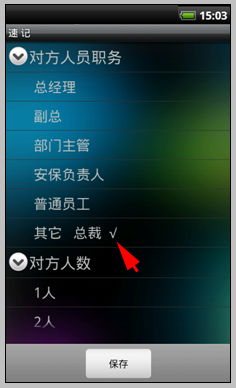 15:03
速记
对方人员职务
总经理
副总
部门主管
安保负责人
普通员工
其它 总裁 √
对方人数
1人
2人
保存